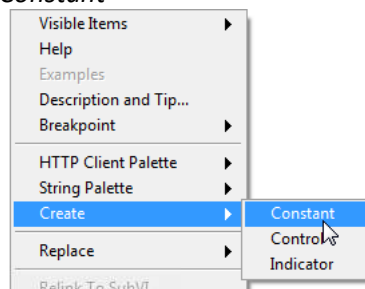 Constant
Visible Items
Help
Examples
Description and Tip...
Breakpoint
HTTP Client Palette
String Palette
Create
Constant
Control
Replace
Indicator
Relink To SubVI